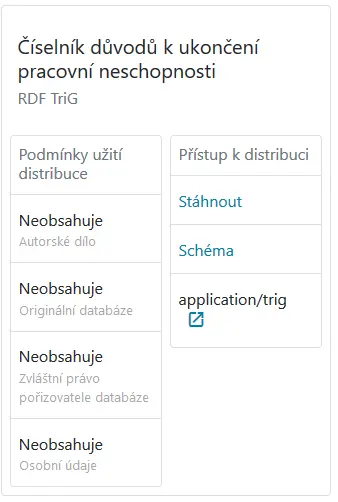 Číselník důvodů k ukončení
pracovní neschopnosti
RDF TriG
Podmínky užití
distribuce
Neobsahuje
Autorské dílo
Neobsahuje
Originální databáze
Neobsahuje
Zvláštní právo
pořizovatele databáze
Neobsahuje
Osobní údaje
Přístup k distribuci
Stáhnout
Schéma
application/trig